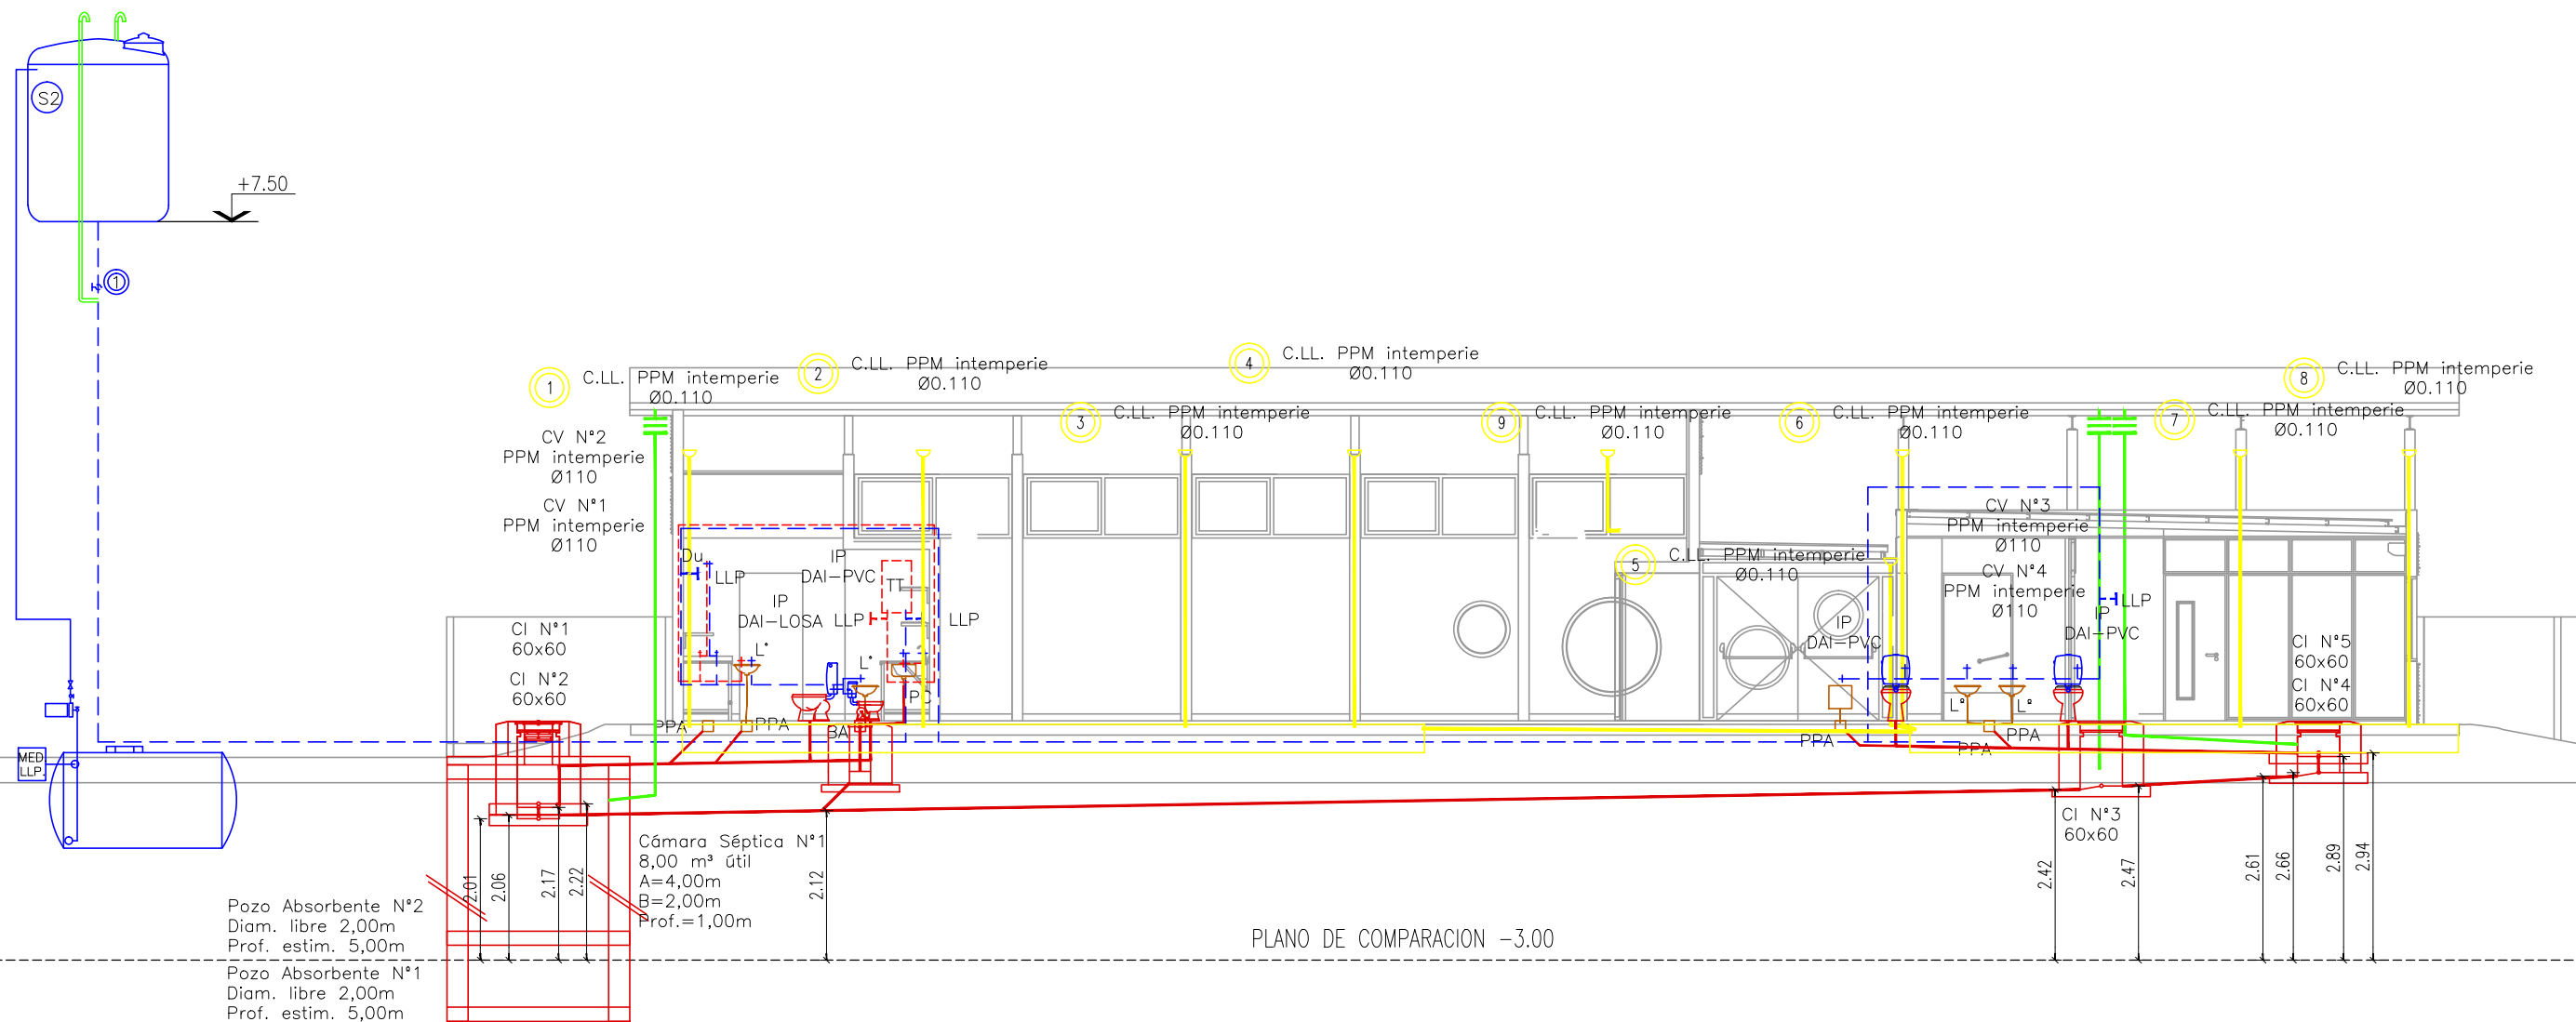 S2
+7.50
1
1
C.LL. PPM intemperie
Ø0.110
2
C.LL. PPM intemperie
Ø0.110
4
C.LL. PPM intemperie
Ø0.110
8
C.LL. PPM intemperie
Ø0.110
3
C.LL. PPM intemperie
Ø0.110
9
C.LL. PPM intemperie
Ø0.110
6
C.LL. PPM intemperie
Ø0.110
7
C.LL. PPM intemperie
Ø0.110
CV N°2
PPM intemperie
Ø110
CV N°1
PPM intemperie
Ø110
CV N°3
PPM intemperie
Ø110
CV N°4
PPM intemperie
Ø110
5
C.LL. PPM intemperie
Ø0.110
Du
LLP
IP
DAI-PVC
TT
IP
DAI-LOSA
LLP
LLP
L°
L°
PC
PPA
PPA
BA
IP
DAI-PVC
LLP
IP
DAI-PVC
L°
L°
PPA
PPA
PPA
CI N°1
60x60
CI N°2
60x60
CI N°5
60x60
CI N°4
60x60
CI N°3
60x60
MED.
LLP.
Cámara Séptica N°1
8,00 m³ útil
A=4,00m
B=2,00m
Prof.=1,00m
2.01
2.06
2.17
2.22
2.12
2.42
2.47
2.61
2.66
2.89
2.94
Pozo Absorbente N°2
Diam. libre 2,00m
Prof. estim. 5,00m
Pozo Absorbente N°1
Diam. libre 2,00m
Prof. estim. 5,00m
PLANO DE COMPARACION -3.00